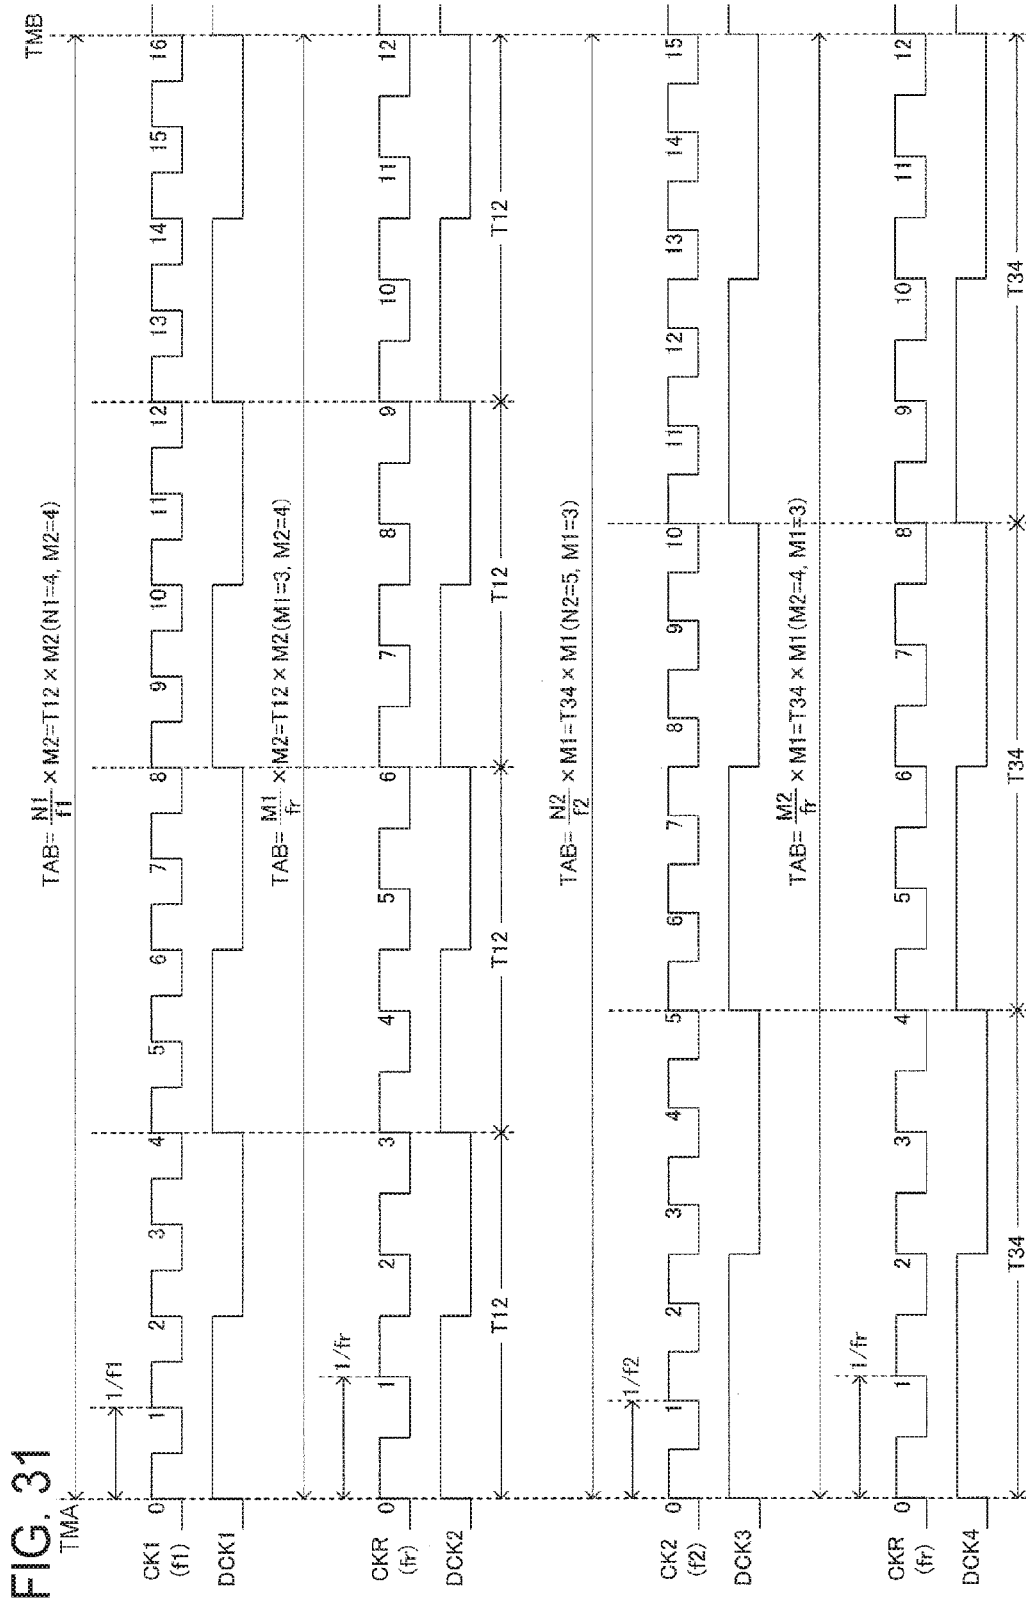 FIG. 31
TMA
TMB
TAB= N1/f1 ×M2=T12×M2(N1=4, M2=4)
1/f1
CK1
(f1)
0 1 2 3 4 5 6 7 8 9 10 11 12 13 14 15 16
DCK1
TAB= M1/fr ×M2=T12×M2(M1=3, M2=4)
1/fr
CKR
(fr)
0 1 2 3 4 5 6 7 8 9 10 11 12
DCK2
T12 T12 T12 T12
TAB= N2/f2 ×M1=T34×M1(N2=5, M1=3)
1/f2
CK2
(f2)
0 1 2 3 4 5 6 7 8 9 10 11 12 13 14 15
DCK3
TAB= M2/fr ×M1=T34×M1(M2=4, M1=3)
1/fr
CKR
(fr)
0 1 2 3 4 5 6 7 8 9 10 11 12
DCK4
T34 T34 T34